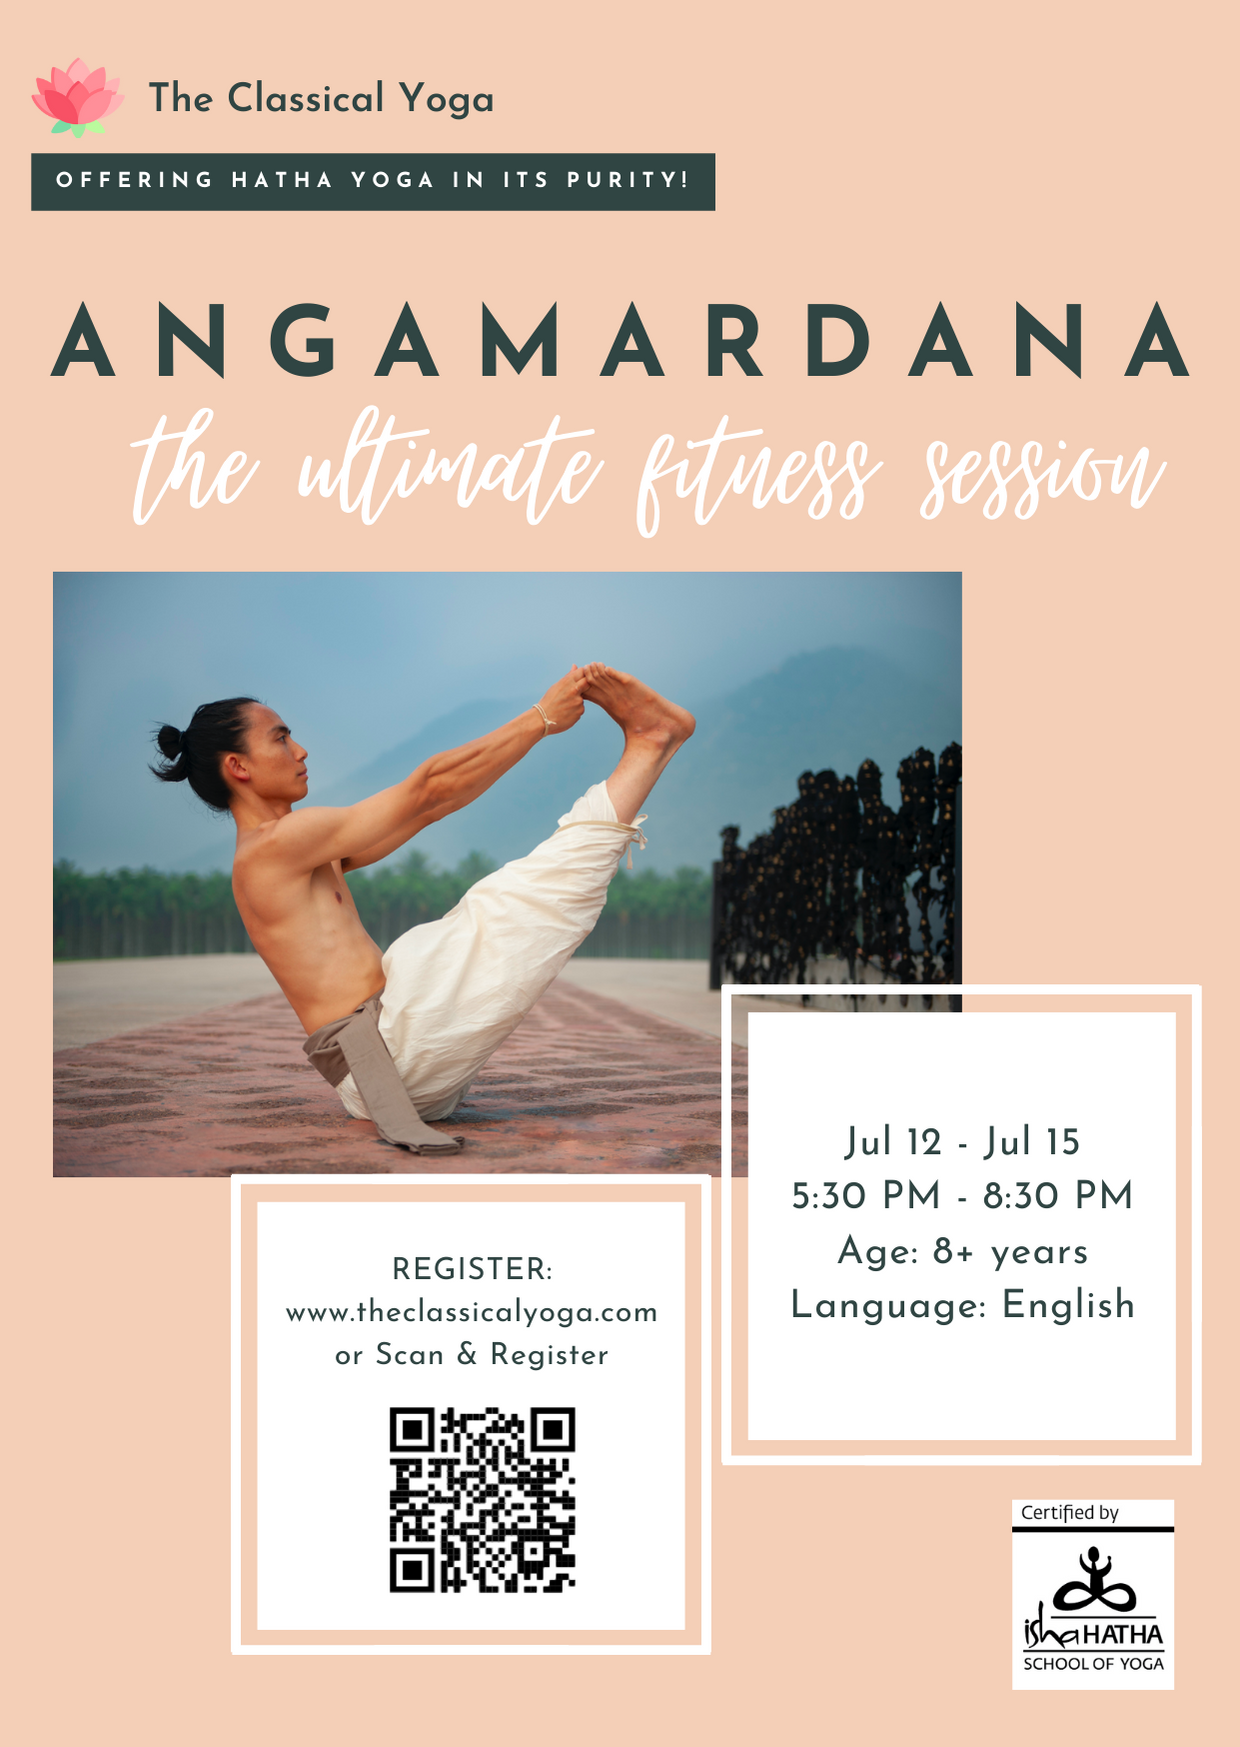 The Classical Yoga
OFFERING HATHA YOGA IN ITS PURITY!
ANGAMARDANA
the ultimate fitness session
Jul 12 - Jul 15
5:30 PM - 8:30 PM
Age: 8+ years
Language: English
REGISTER:
www.theclassicalyoga.com
or Scan & Register
Certified by
isha HATHA
SCHOOL OF YOGA